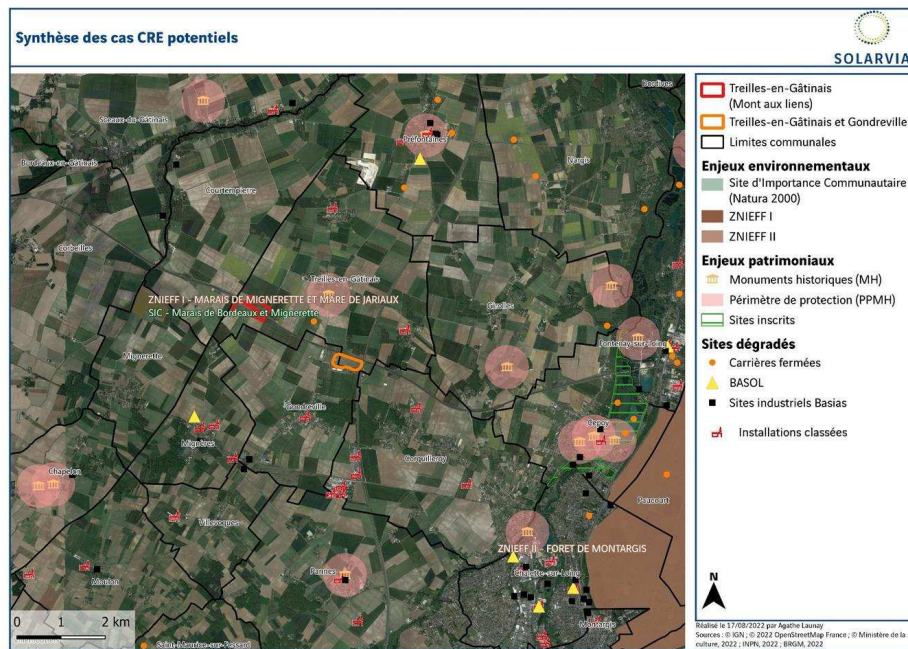 Synthèse des cas CRE potentiels
SOLARVIA
Bordives
Sceaux-du-Gâtinais
Préfontaines
Nargis
Bordeaux-en-Gâtinais
Courtempierre
Corbeilles
Treilles-en-Gâtinais
ZNIEFF I - MARAIS DE MIGNERETTE ET MARE DE JARIAUX
SIC - Marais de Bordeaux et Mignerette
Girolles
Fontenay-sur-Loing
Mignerette
Gondreville
Mignères
Cepoy
Corquilleroy
Chapelon
Paucourt
Villevoques
ZNIEFF II - FORET DE MONTARGIS
Pannes
Châlette-sur-Loing
Moulon
Montargis
Saint-Maurice-sur-Fessard
0 1 2 km
Treilles-en-Gâtinais
(Mont aux liens)
Treilles-en-Gâtinais et Gondreville
Limites communales
Enjeux environnementaux
Site d'Importance Communautaire
(Natura 2000)
ZNIEFF I
ZNIEFF II
Enjeux patrimoniaux
Monuments historiques (MH)
Périmètre de protection (PPMH)
Sites inscrits
Sites dégradés
Carrières fermées
BASOL
Sites industriels Basias
Installations classées
N
Réalisé le 17/08/2022 par Agathe Launay
Sources : © IGN ; © 2022 OpenStreetMap France ; © Ministère de la
culture, 2022 ; INPN, 2022 ; BRGM, 2022